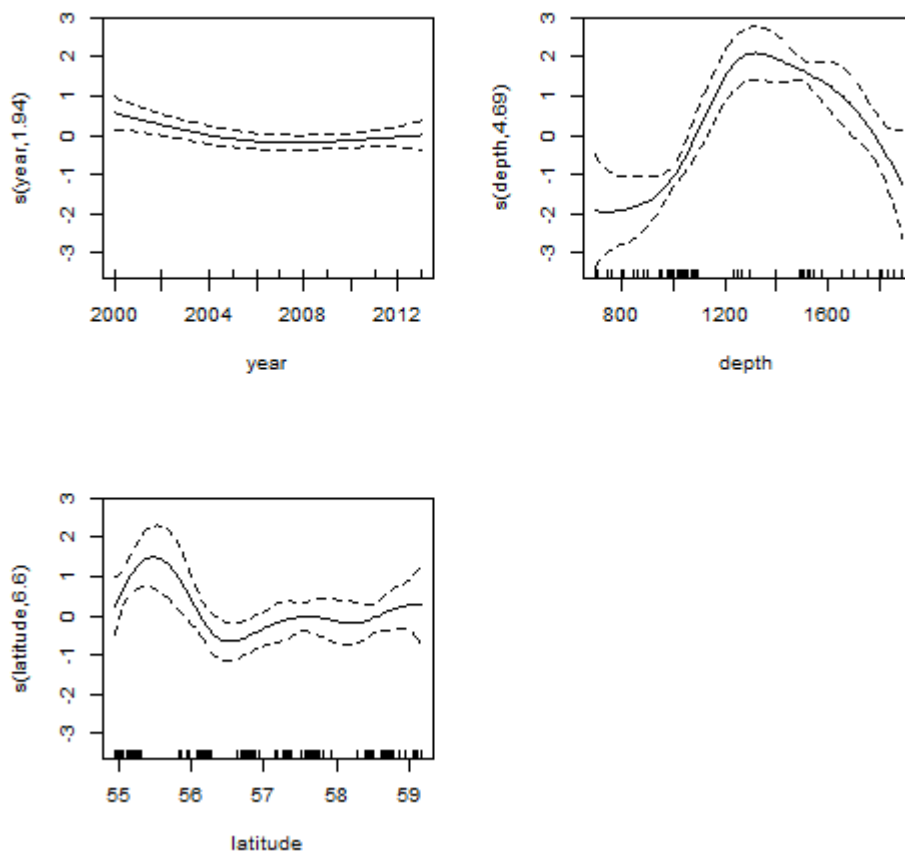 s(year,1.94)
3
2
1
0
-1
-2
-3
2000 2004 2008 2012
year
s(depth,4.69)
3
2
1
0
-1
-2
-3
800 1200 1600
depth
s(latitude,6.6)
3
2
1
0
-1
-2
-3
55 56 57 58 59
latitude